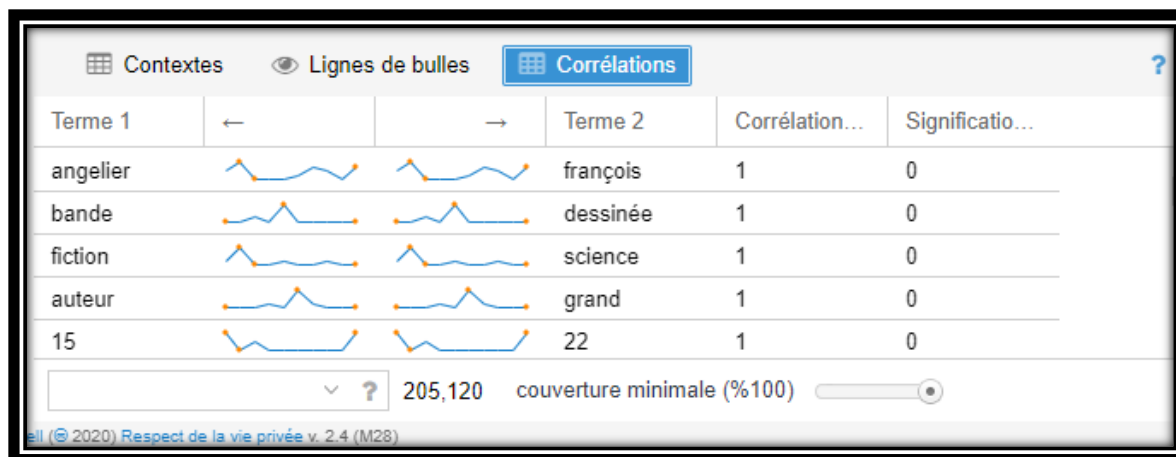 Contextes Lignes de bulles Corrélations ?
Terme 1 ← → Terme 2 Corrélation... Significatio...
angelier françois 1 0
bande dessinée 1 0
fiction science 1 0
auteur grand 1 0
15 22 1 0
? 205,120 couverture minimale (%100)
ell (© 2020) Respect de la vie privée v. 2.4 (M28)